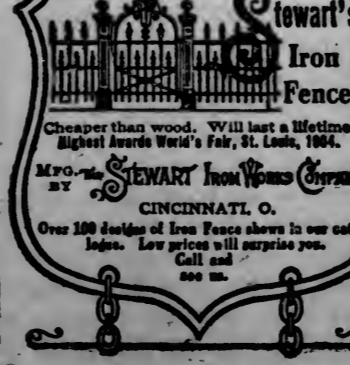 Stewart's
Iron
Fence
Cheaper than wood. Will last a lifetime
Highest Awards World's Fair, St. Louis, 1904.
MFG. The STEWART IRON WORKS COMPAN
BY
CINCINNATI, O.
Over 100 designs of Iron Fence shown in our cat
logue. Low prices will surprise you.
Call and
see us.